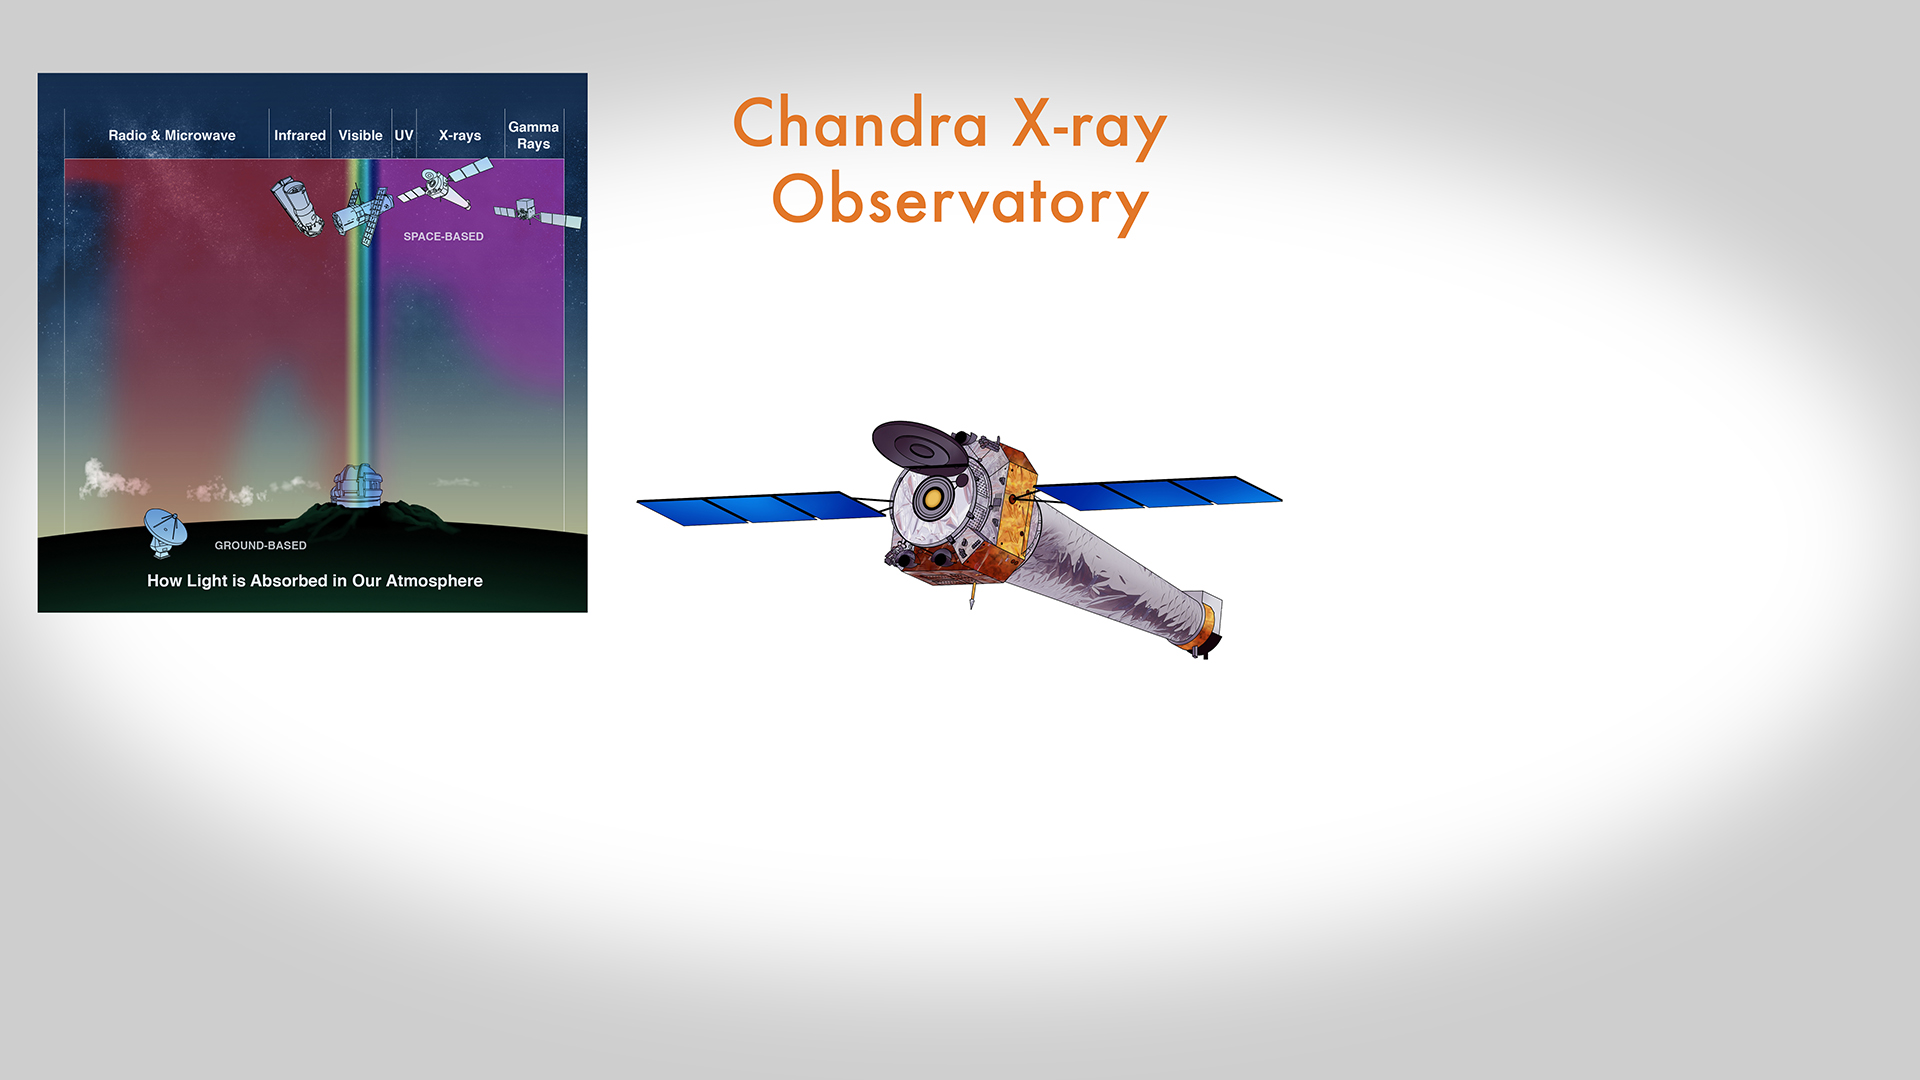 Chandra X-ray
Observatory
Radio & Microwave
Infrared
Visible
UV
X-rays
Gamma
Rays
SPACE-BASED
GROUND-BASED
How Light is Absorbed in Our Atmosphere